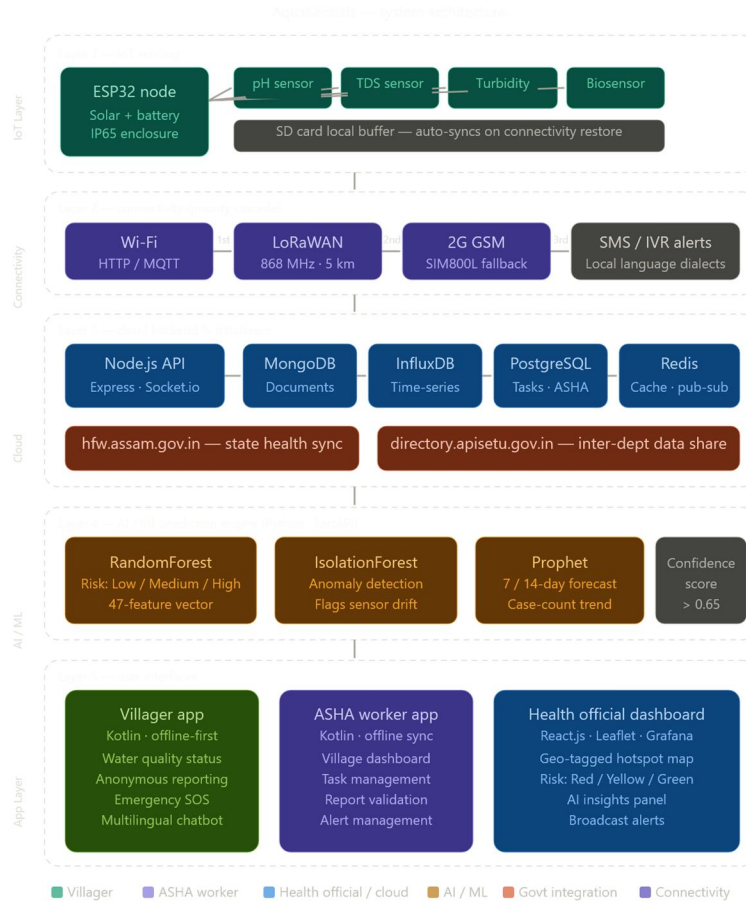 IoT Layer
ESP32 node
Solar + battery
IP65 enclosure
pH sensor
TDS sensor
Turbidity
Biosensor
SD card local buffer — auto-syncs on connectivity restore
Connectivity
Wi-Fi
HTTP / MQTT
1st
LoRaWAN
868 MHz · 5 km
2nd
2G GSM
SIM800L fallback
3rd
SMS / IVR alerts
Local language dialects
Cloud
Node.js API
Express · Socket.io
MongoDB
Documents
InfluxDB
Time-series
PostgreSQL
Tasks · ASHA
Redis
Cache · pub-sub
hfw.assam.gov.in — state health sync
directory.apisetu.gov.in — inter-dept data share
AI / ML
RandomForest
Risk: Low / Medium / High
47-feature vector
IsolationForest
Anomaly detection
Flags sensor drift
Prophet
7 / 14-day forecast
Case-count trend
Confidence
score
> 0.65
App Layer
Villager app
Kotlin · offline-first
Water quality status
Anonymous reporting
Emergency SOS
Multilingual chatbot
ASHA worker app
Kotlin · offline sync
Village dashboard
Task management
Report validation
Alert management
Health official dashboard
React.js · Leaflet · Grafana
Geo-tagged hotspot map
Risk: Red / Yellow / Green
AI insights panel
Broadcast alerts
Villager
ASHA worker
Health official / cloud
AI / ML
Govt integration
Connectivity